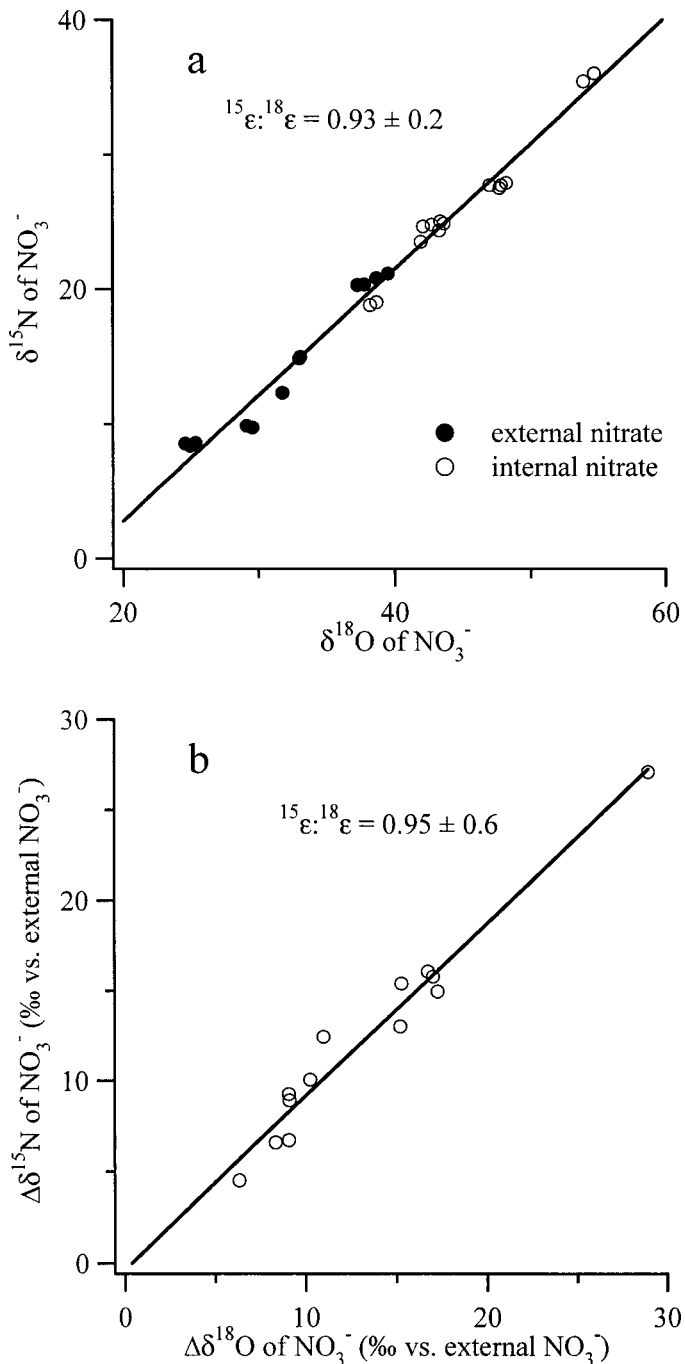 40
a
¹⁵ε:¹⁸ε = 0.93 ± 0.2
δ¹⁵N of NO₃⁻
20
external nitrate
internal nitrate
0
20
40
60
δ¹⁸O of NO₃⁻
30
b
¹⁵ε:¹⁸ε = 0.95 ± 0.6
Δδ¹⁵N of NO₃⁻ (‰ vs. external NO₃⁻)
20
10
0
0
10
20
30
Δδ¹⁸O of NO₃⁻ (‰ vs. external NO₃⁻)